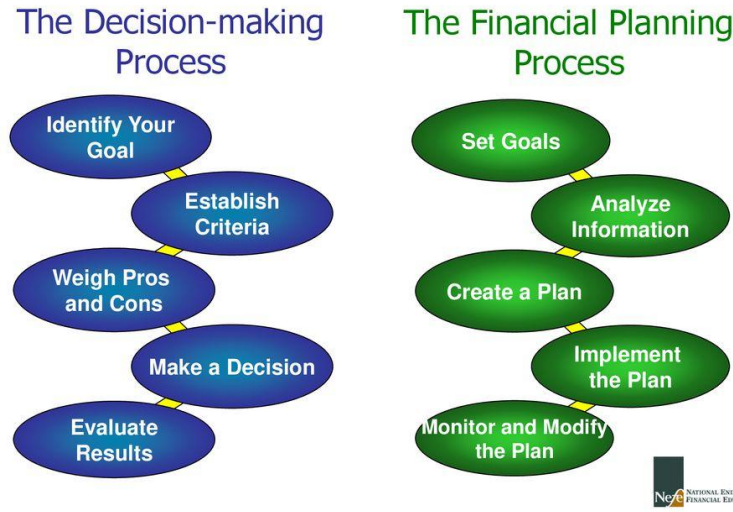 The Decision-making
Process
Identify Your
Goal
Establish
Criteria
Weigh Pros
and Cons
Make a Decision
Evaluate
Results
The Financial Planning
Process
Set Goals
Analyze
Information
Create a Plan
Implement
the Plan
Monitor and Modify
the Plan
Nefe
NATIONAL
FINANCIAL